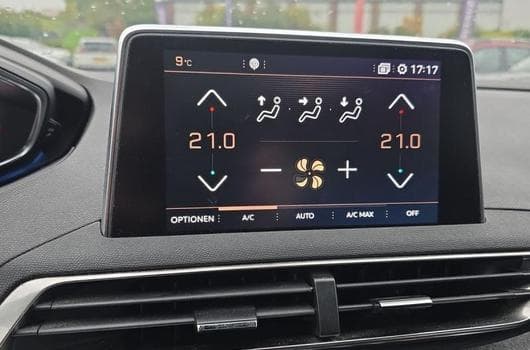 9°C 17:17
21.0 21.0
OPTIONEN A/C AUTO A/C MAX OFF